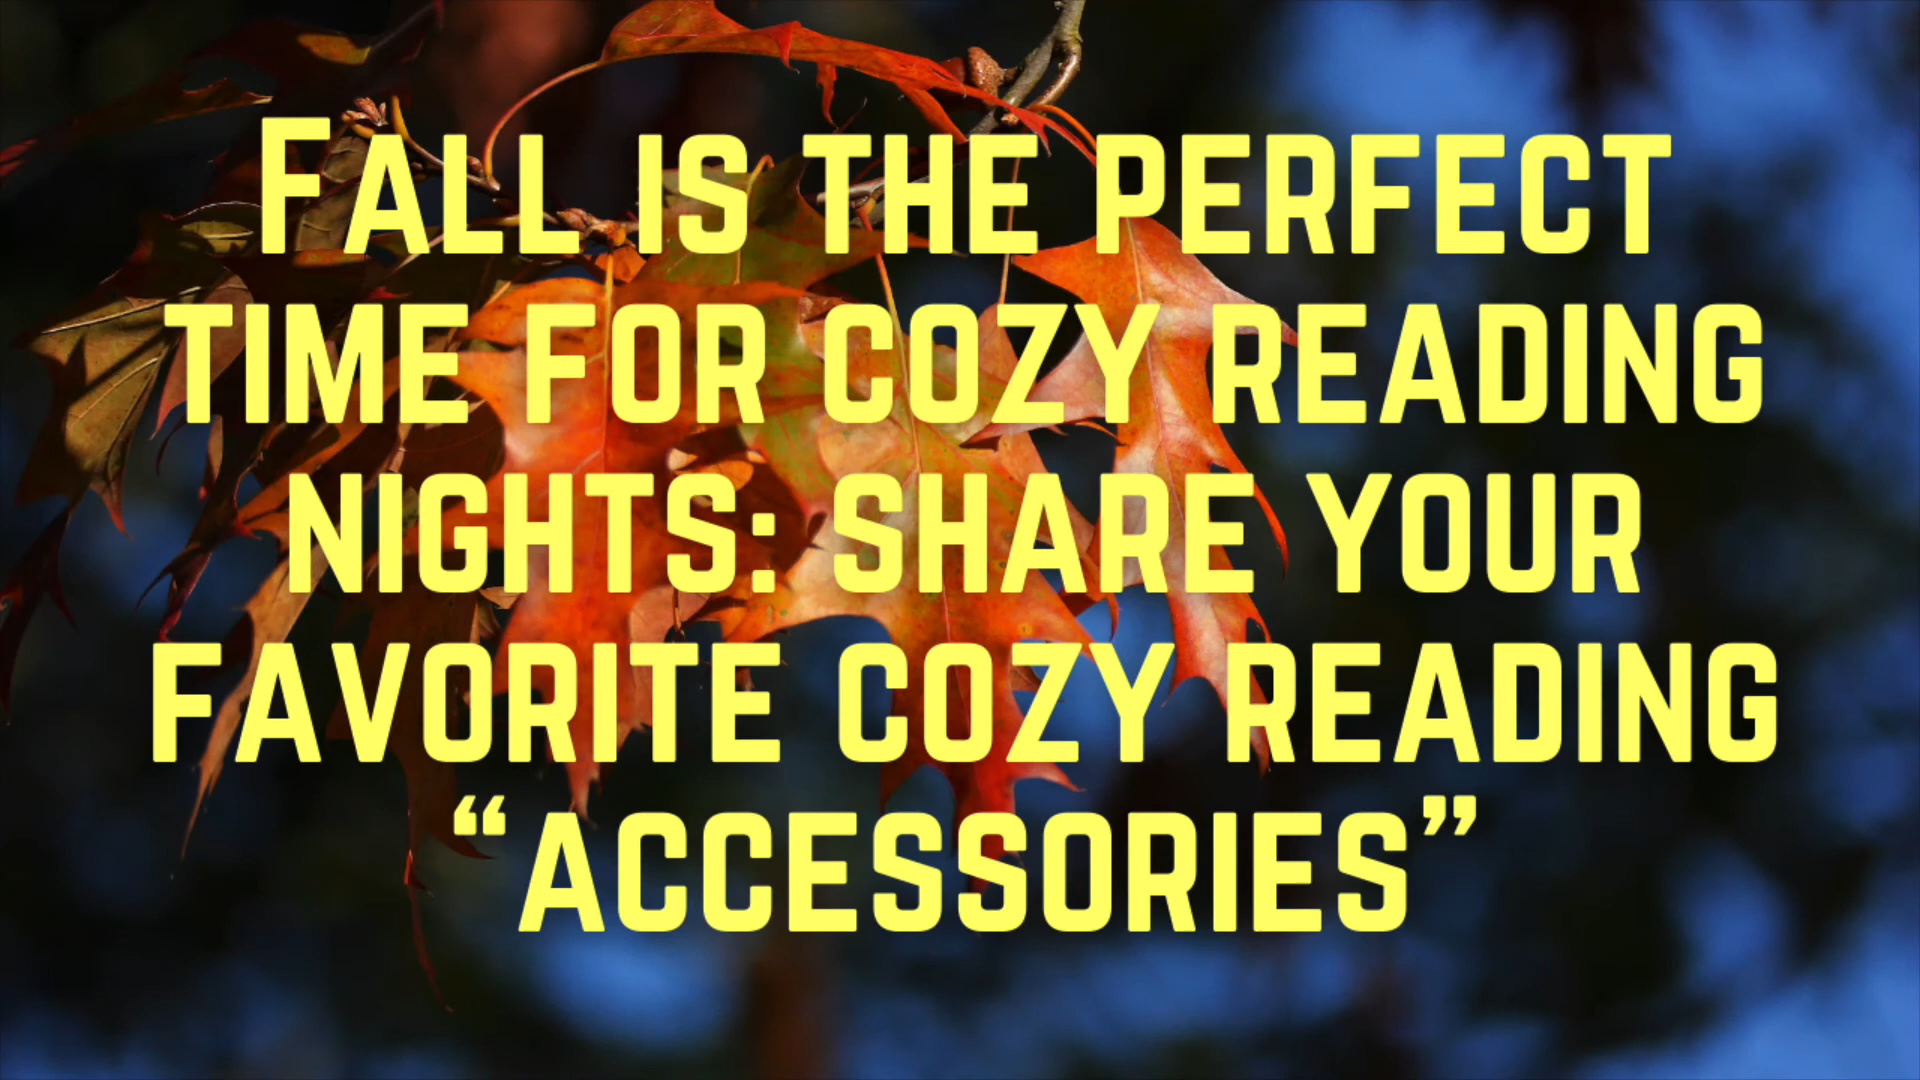 Fall is the perfect
time for cozy reading
nights: share your
favorite cozy reading
“accessories”